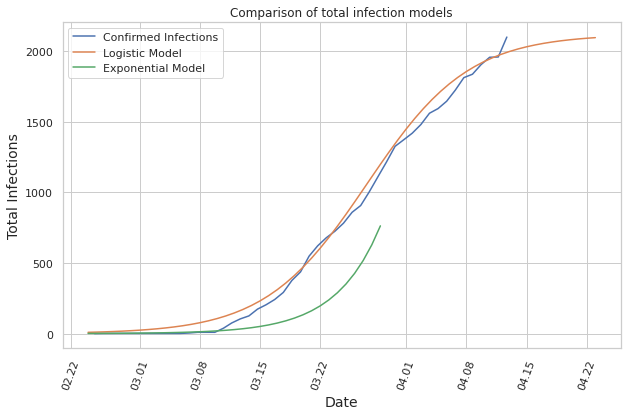 Comparison of total infection models
Confirmed Infections
Logistic Model
Exponential Model
Total Infections
2000
1500
1000
500
0
02.22
03.01
03.08
03.15
03.22
04.01
04.08
04.15
04.22
Date